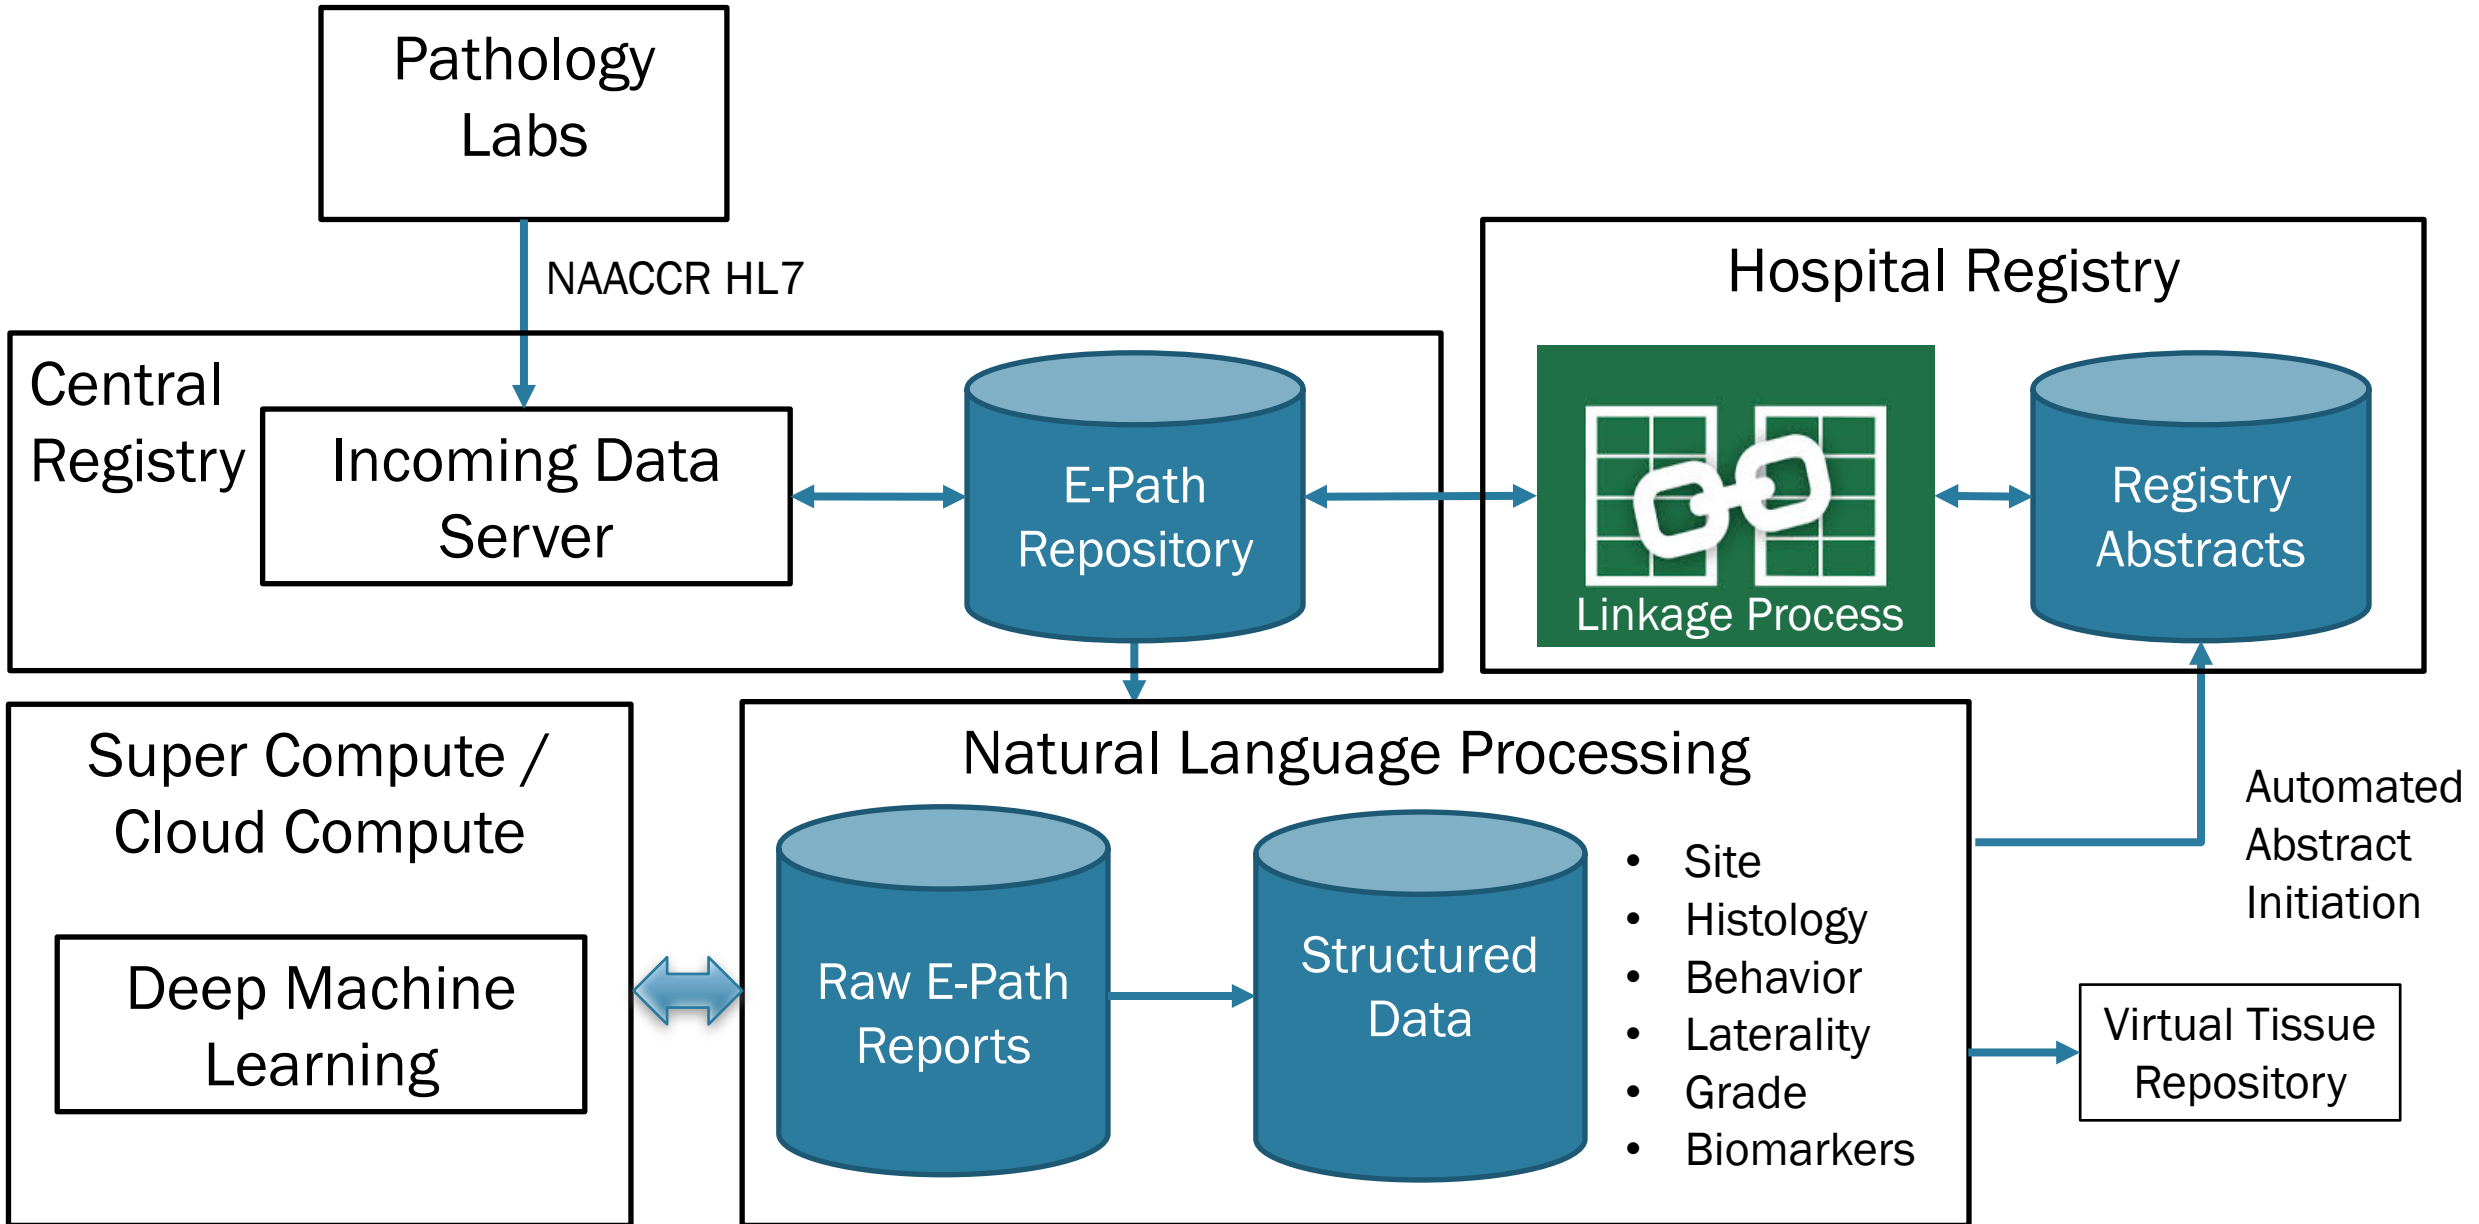 Pathology
Labs
NAACCR HL7
Hospital Registry
Central
Registry
Incoming Data
Server
E-Path
Repository
Linkage Process
Registry
Abstracts
Super Compute /
Cloud Compute
Deep Machine
Learning
Natural Language Processing
Raw E-Path
Reports
Structured
Data
• Site
• Histology
• Behavior
• Laterality
• Grade
• Biomarkers
Automated
Abstract
Initiation
Virtual Tissue
Repository